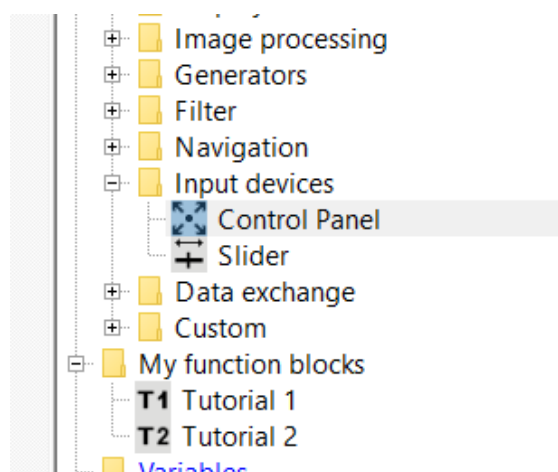 Image processing
Generators
Filter
Navigation
Input devices
Control Panel
Slider
Data exchange
Custom
My function blocks
T1 Tutorial 1
T2 Tutorial 2
Variables